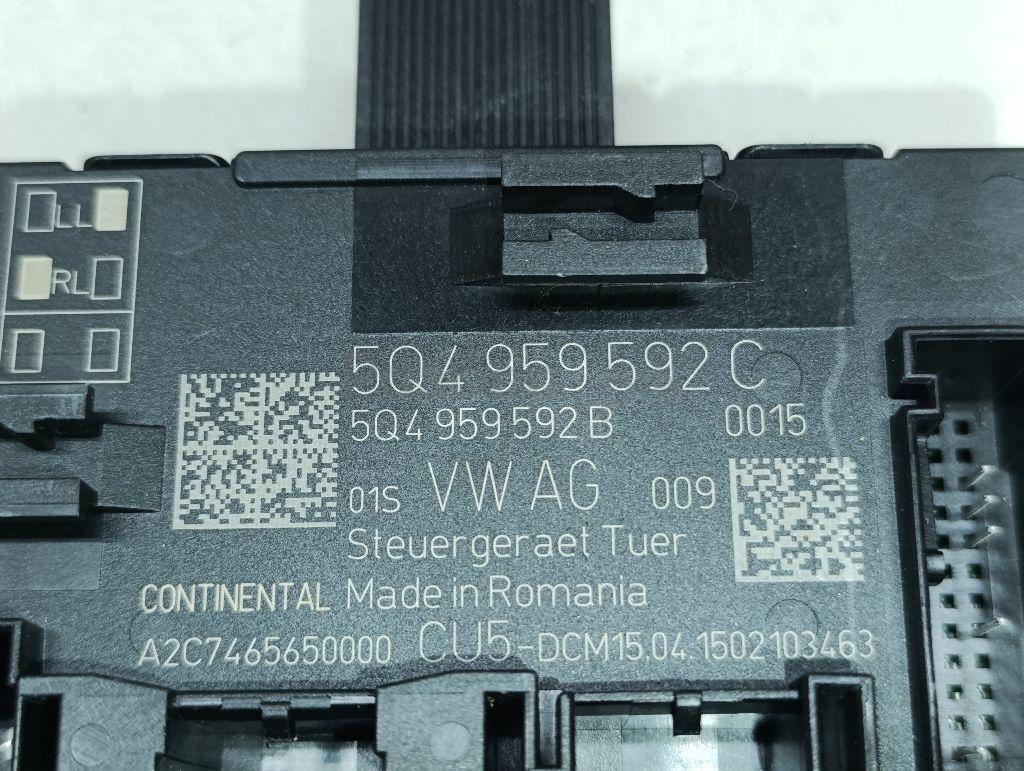 LL
RL
5Q4 959 592 C
5Q4 959 592 B 0015
01S VW AG 009
Steuergeraet Tuer
CONTINENTAL Made in Romania
A2C7465650000 CU5-DCM15.04.1502103463